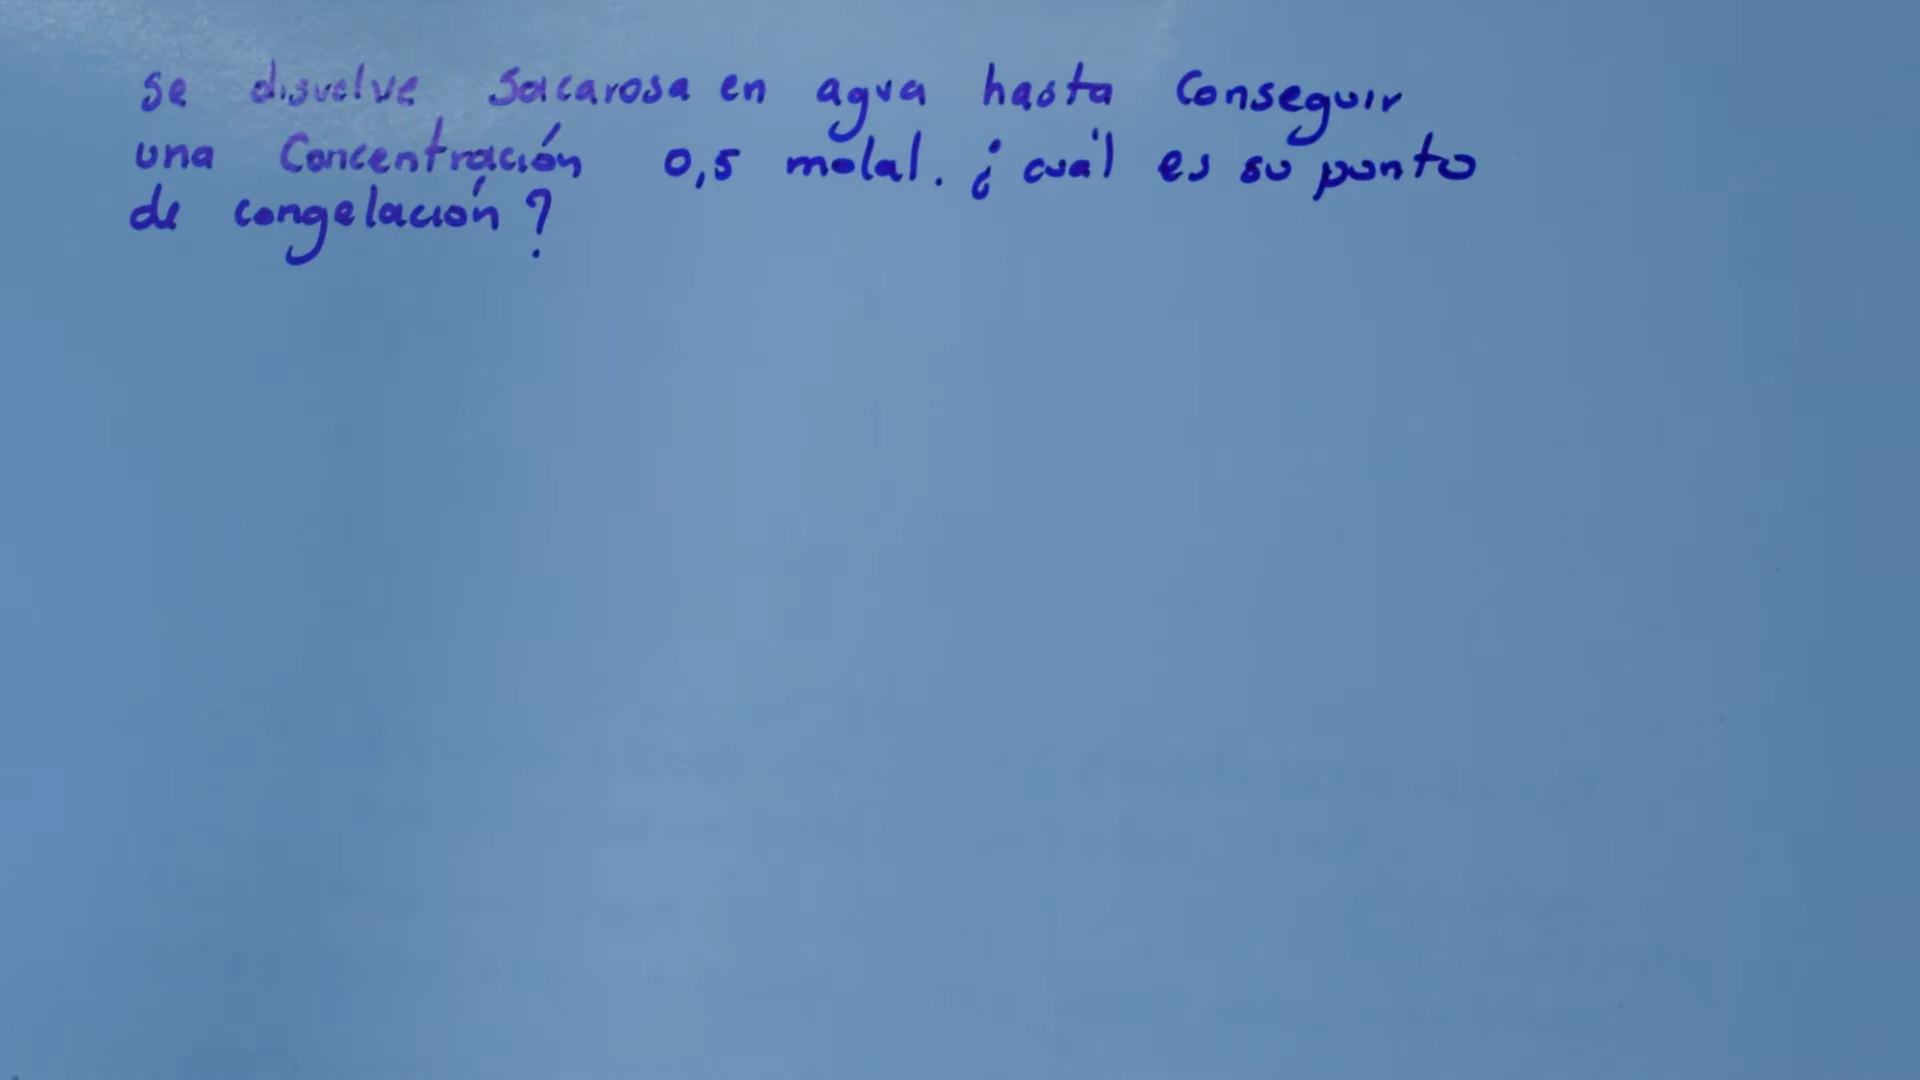 se disuelve Sacarosa en agua hasta Conseguir
una Concentración 0,5 molal. ¿cuál es su punto
de congelación?